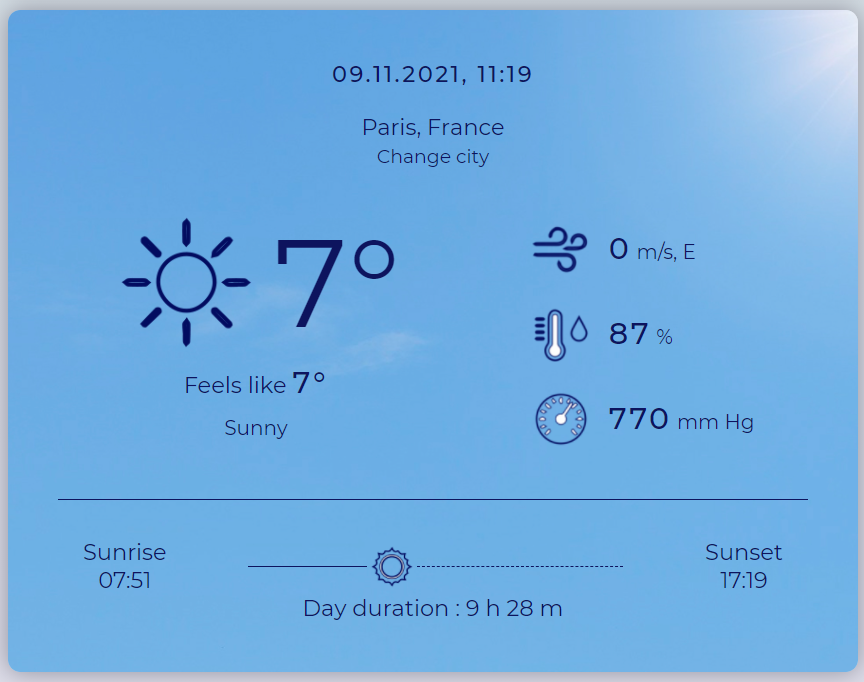 09.11.2021, 11:19
Paris, France
Change city
7°
Feels like 7°
Sunny
0 m/s, E
87 %
770 mm Hg
Sunrise
07:51
Sunset
17:19
Day duration : 9 h 28 m